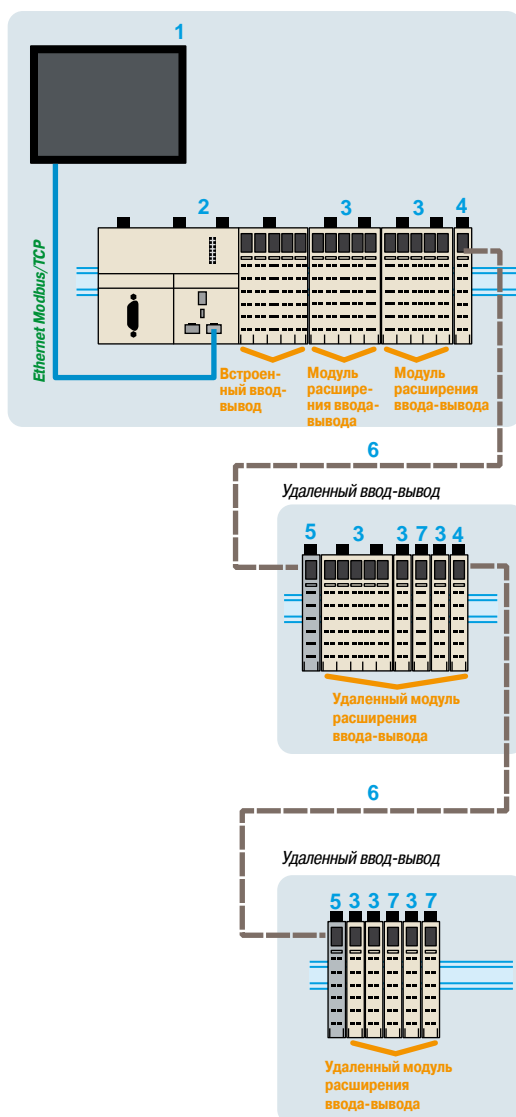 1
2 3 3 4
Ethernet Modbus/TCP
Встроен-
ный ввод-
вывод
Модуль
расшире-
ния ввода-
вывода
Модуль
расширения
ввода-вывода
6
Удаленный ввод-вывод
5 3 3 7 3 4
Удаленный модуль
расширения
ввода-вывода
6
Удаленный ввод-вывод
5 3 3 7 3 7
Удаленный модуль
расширения
ввода-вывода